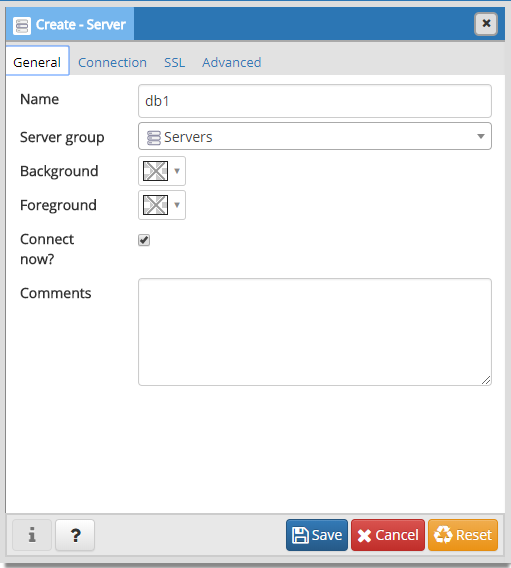 Create - Server
General Connection SSL Advanced
Name db1
Server group Servers
Background
Foreground
Connect
now?
Comments
i ? Save Cancel Reset